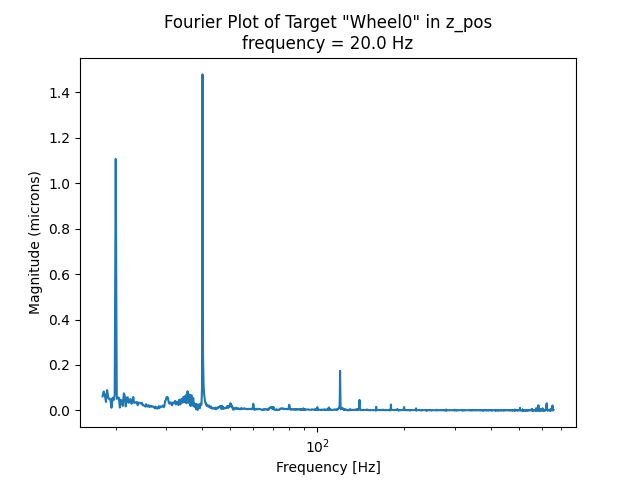 Fourier Plot of Target "Wheel0" in z_pos
frequency = 20.0 Hz
1.4
1.2
1.0
0.8
0.6
0.4
0.2
0.0
Magnitude (microns)
10²
Frequency [Hz]